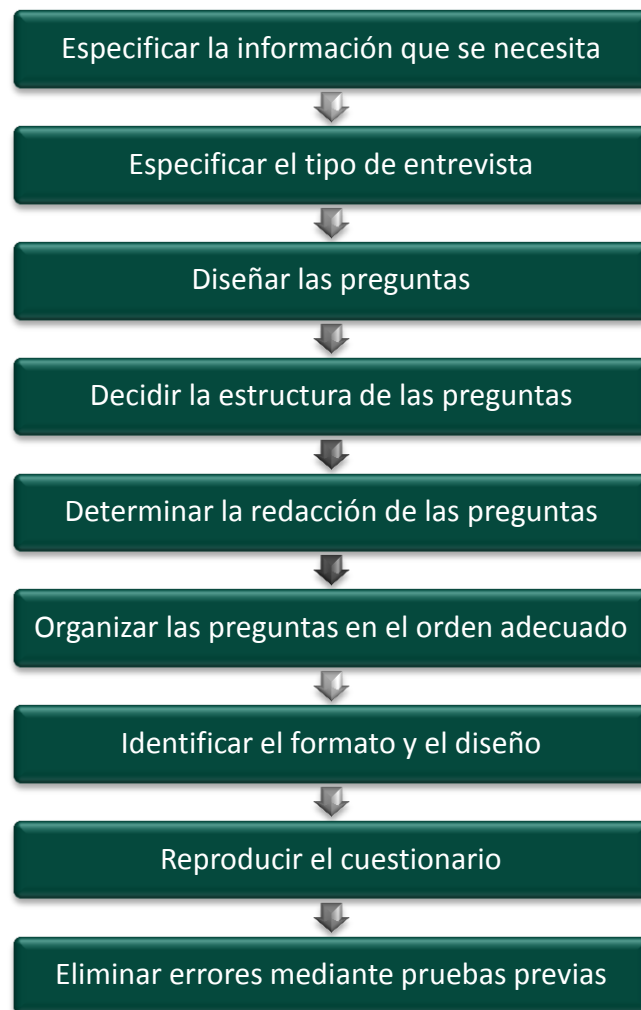 Especificar la información que se necesita
Especificar el tipo de entrevista
Diseñar las preguntas
Decidir la estructura de las preguntas
Determinar la redacción de las preguntas
Organizar las preguntas en el orden adecuado
Identificar el formato y el diseño
Reproducir el cuestionario
Eliminar errores mediante pruebas previas